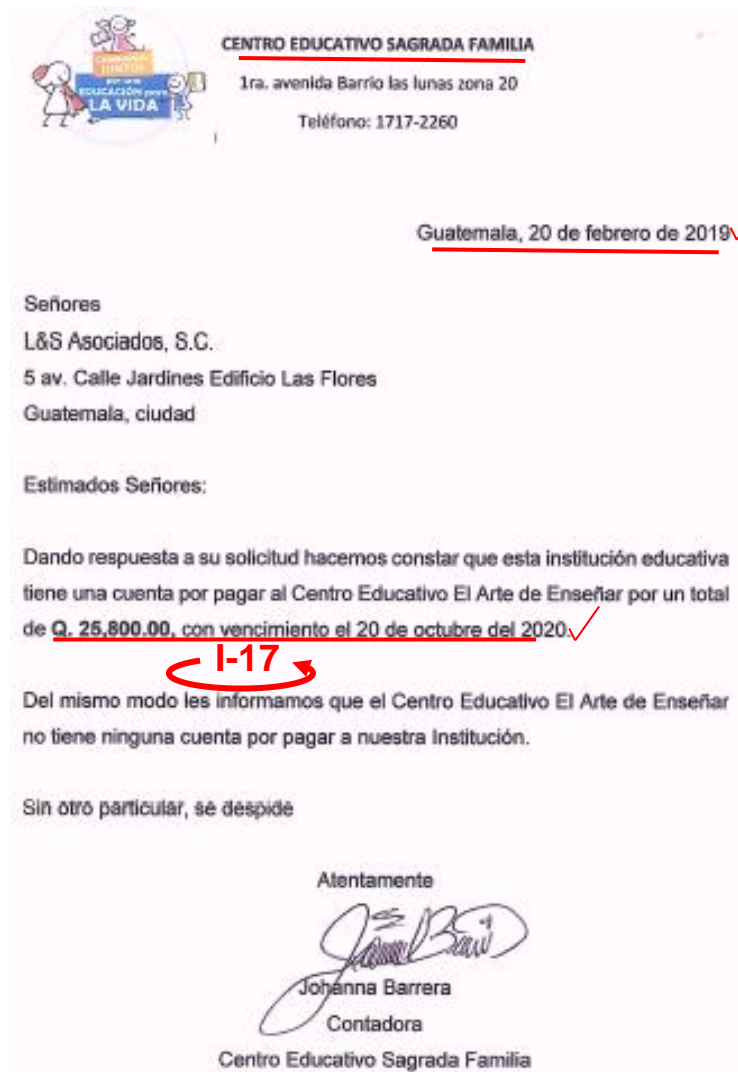 CAMINANDO
JUNTOS
por una
EDUCACIÓN para
LA VIDA
CENTRO EDUCATIVO SAGRADA FAMILIA
1ra. avenida Barrio las lunas zona 20
Teléfono: 1717-2260
Guatemala, 20 de febrero de 2019
Señores
L&S Asociados, S.C.
5 av. Calle Jardines Edificio Las Flores
Guatemala, ciudad
Estimados Señores:
Dando respuesta a su solicitud hacemos constar que esta institución educativa
tiene una cuenta por pagar al Centro Educativo El Arte de Enseñar por un total
de Q. 25,800.00, con vencimiento el 20 de octubre del 2020.
I-17
Del mismo modo les informamos que el Centro Educativo El Arte de Enseñar
no tiene ninguna cuenta por pagar a nuestra Institución.
Sin otro particular, se despide
Atentamente
Johanna Barrera
Contadora
Centro Educativo Sagrada Familia